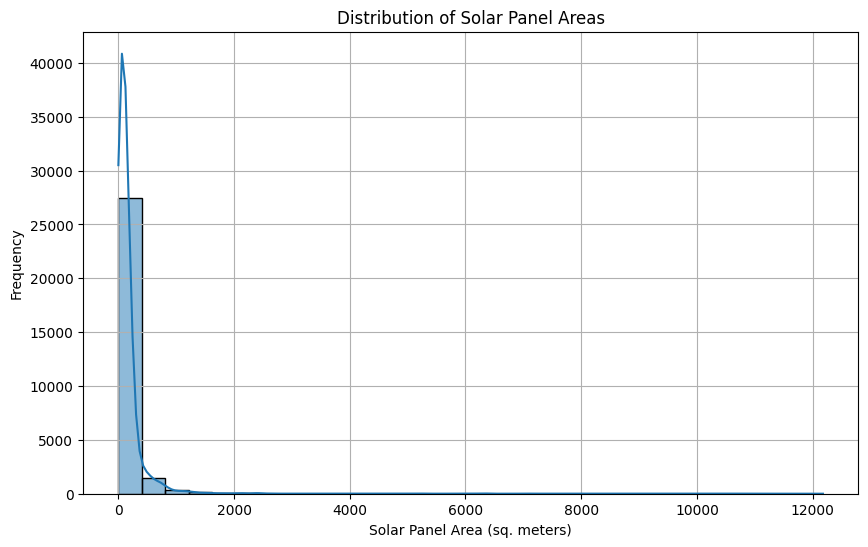 Distribution of Solar Panel Areas
Frequency
40000
35000
30000
25000
20000
15000
10000
5000
0
0 2000 4000 6000 8000 10000 12000
Solar Panel Area (sq. meters)